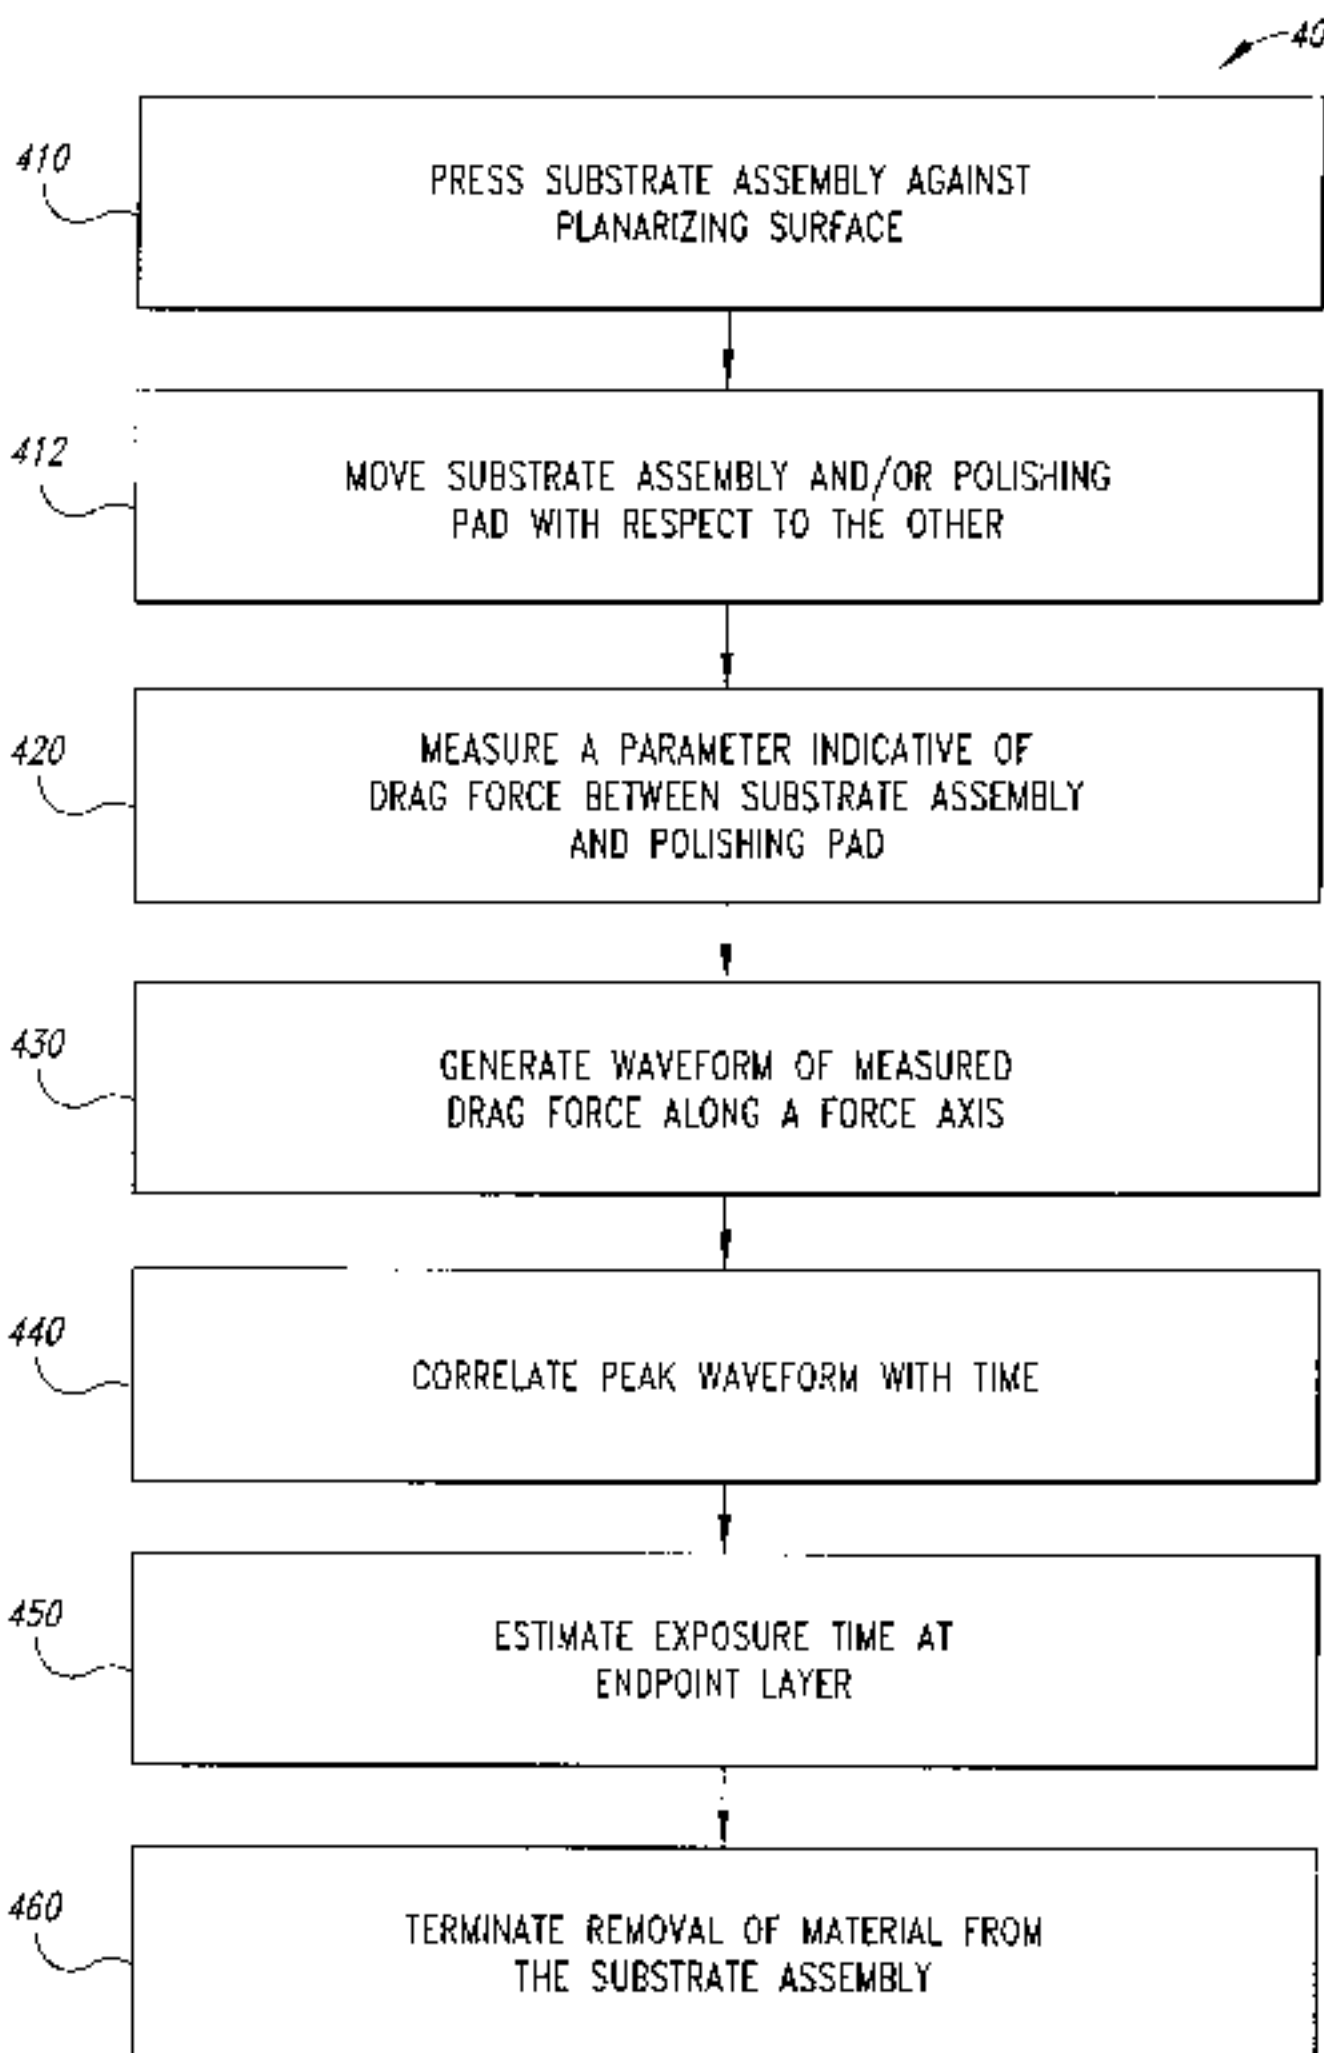 40
410
PRESS SUBSTRATE ASSEMBLY AGAINST
PLANARIZING SURFACE
412
MOVE SUBSTRATE ASSEMBLY AND/OR POLISHING
PAD WITH RESPECT TO THE OTHER
420
MEASURE A PARAMETER INDICATIVE OF
DRAG FORCE BETWEEN SUBSTRATE ASSEMBLY
AND POLISHING PAD
430
GENERATE WAVEFORM OF MEASURED
DRAG FORCE ALONG A FORCE AXIS
440
CORRELATE PEAK WAVEFORM WITH TIME
450
ESTIMATE EXPOSURE TIME AT
ENDPOINT LAYER
460
TERMINATE REMOVAL OF MATERIAL FROM
THE SUBSTRATE ASSEMBLY